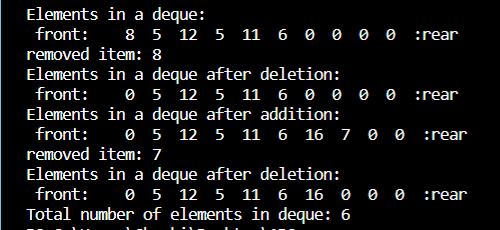 Elements in a deque:
front: 8 5 12 5 11 6 0 0 0 0 :rear
removed item: 8
Elements in a deque after deletion:
front: 0 5 12 5 11 6 0 0 0 0 :rear
Elements in a deque after addition:
front: 0 5 12 5 11 6 16 7 0 0 :rear
removed item: 7
Elements in a deque after deletion:
front: 0 5 12 5 11 6 16 0 0 0 :rear
Total number of elements in deque: 6